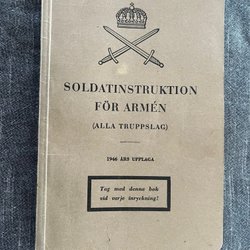 SOLDATINSTRUKTION
FÖR ARMÉN
(ALLA TRUPPSLAG)
1946 ÅRS UPPLAGA
Tag med denna bok
vid varje inryckning!